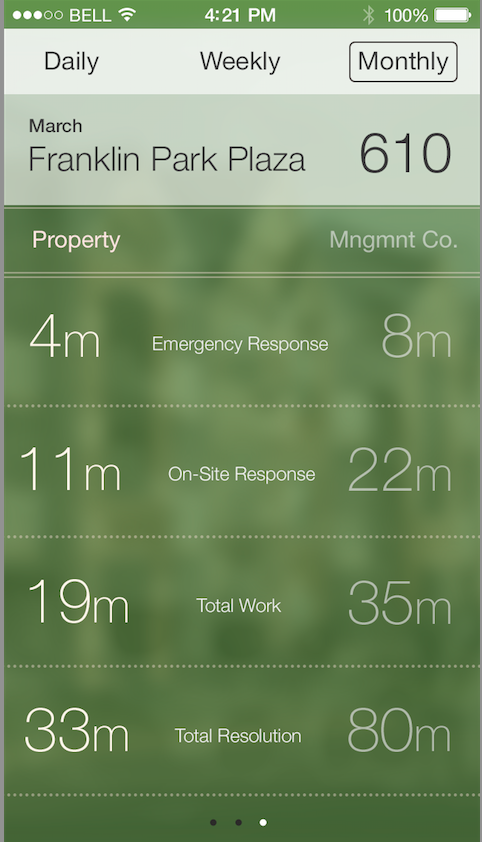 BELL 4:21 PM 100%
Daily Weekly Monthly
March
Franklin Park Plaza 610
Property Mngmnt Co.
4m Emergency Response 8m
11m On-Site Response 22m
19m Total Work 35m
33m Total Resolution 80m